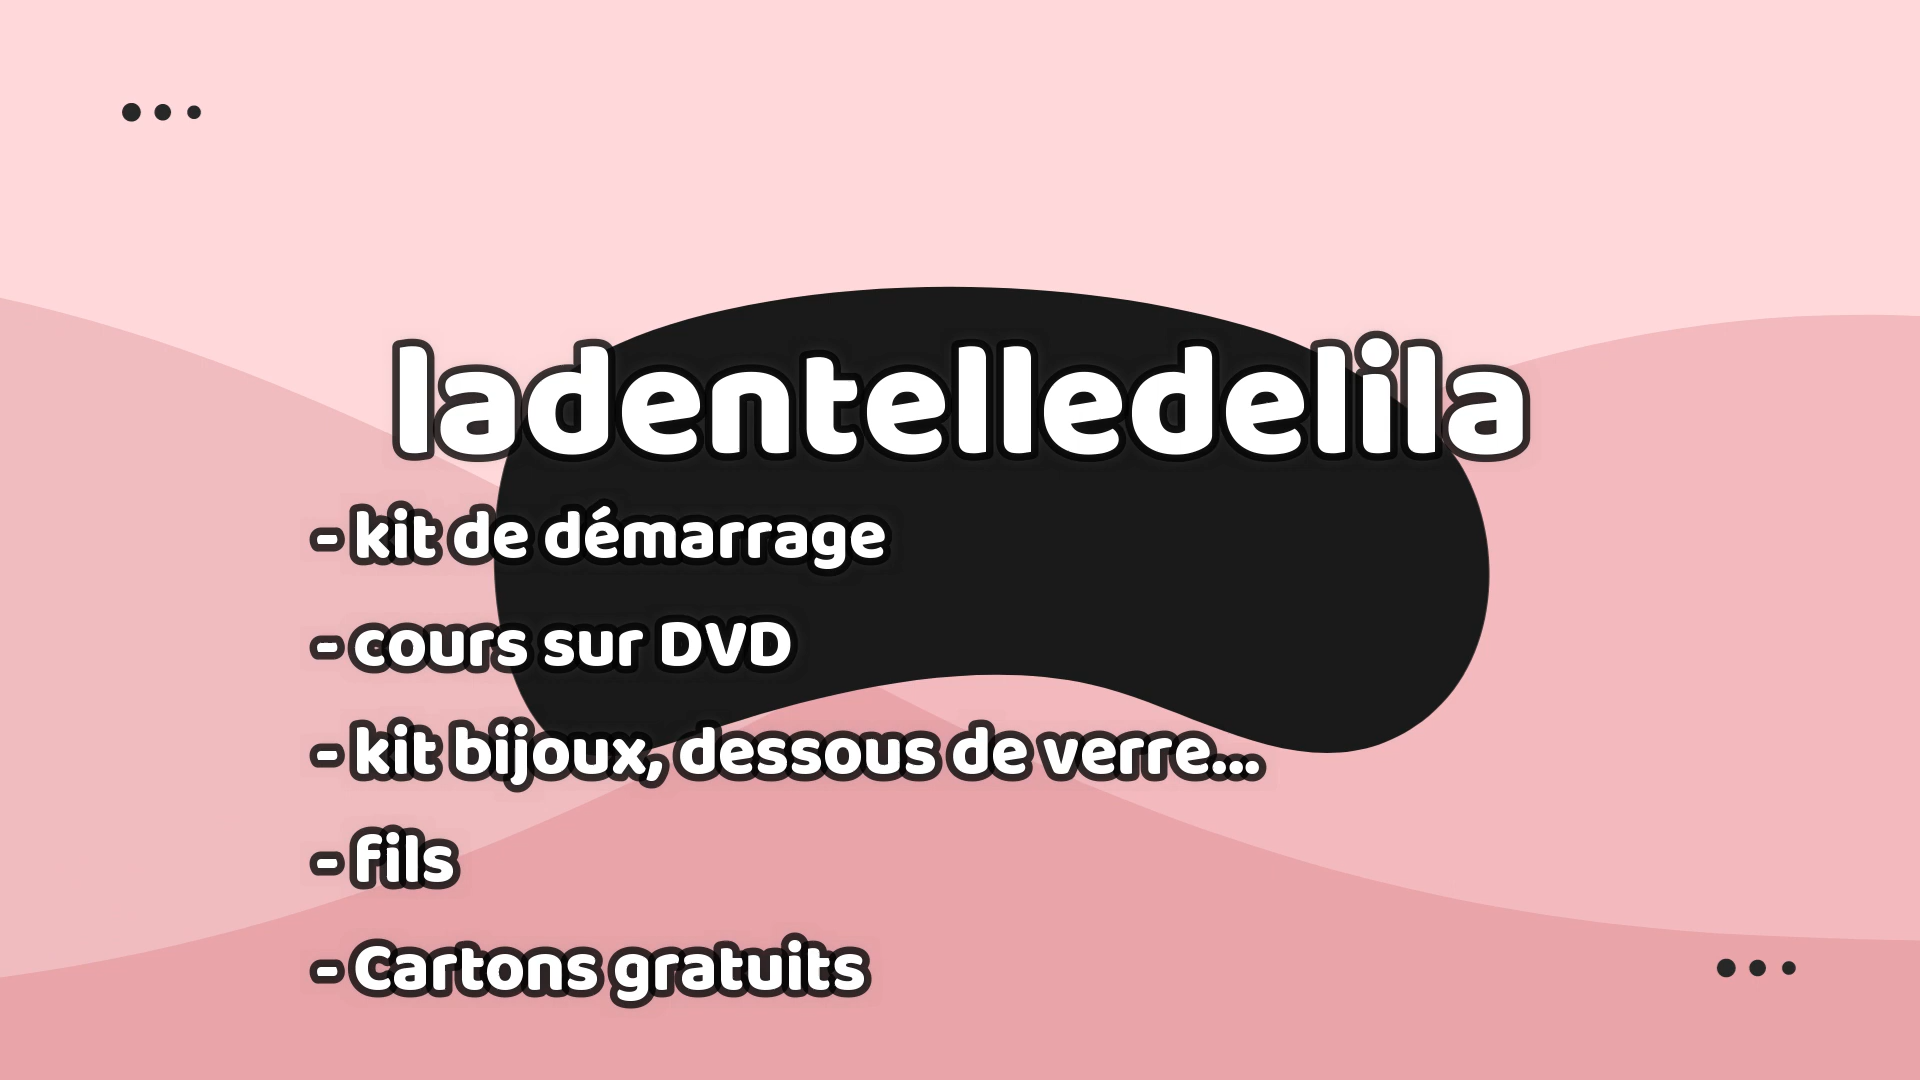 ladentelledelila
- kit de démarrage
- cours sur DVD
- kit bijoux, dessous de verre...
- fils
- Cartons gratuits